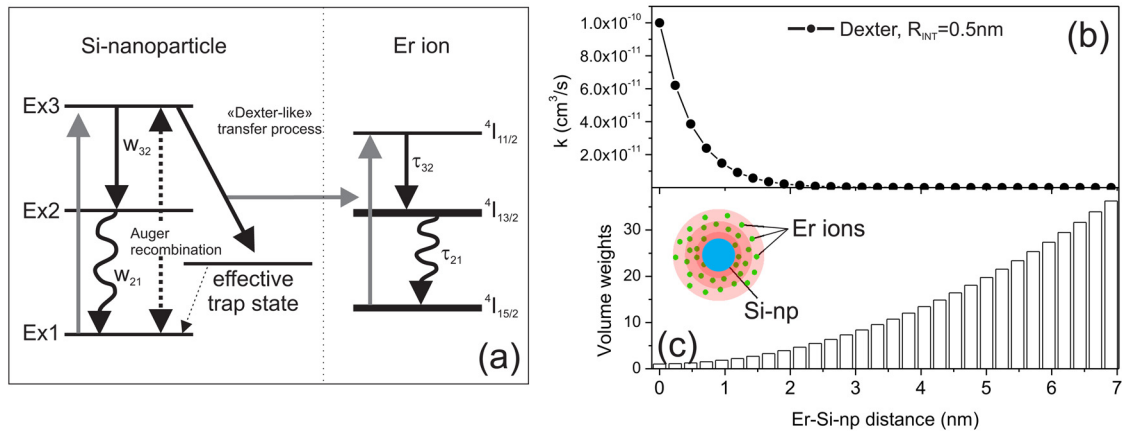 Si-nanoparticle
Er ion
Ex3
«Dexter-like»
transfer process
⁴I₁₁/₂
w₃₂
τ₃₂
Ex2
⁴I₁₃/₂
Auger
recombination
w₂₁
τ₂₁
effective
trap state
Ex1
⁴I₁₅/₂
(a)
k (cm³/s)
1.0x10⁻¹⁰
8.0x10⁻¹¹
6.0x10⁻¹¹
4.0x10⁻¹¹
2.0x10⁻¹¹
Dexter, R_INT=0.5nm
(b)
Volume weights
30
20
10
0
Er ions
Si-np
(c)
0 1 2 3 4 5 6 7
Er-Si-np distance (nm)